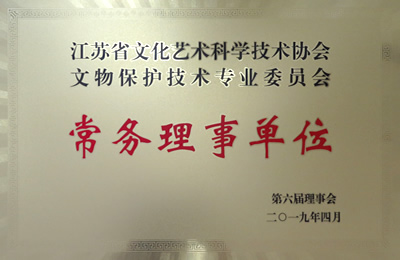 江苏省文化艺术科学技术协会
文物保护技术专业委员会
常务理事单位
第六届理事会
二〇一九年四月